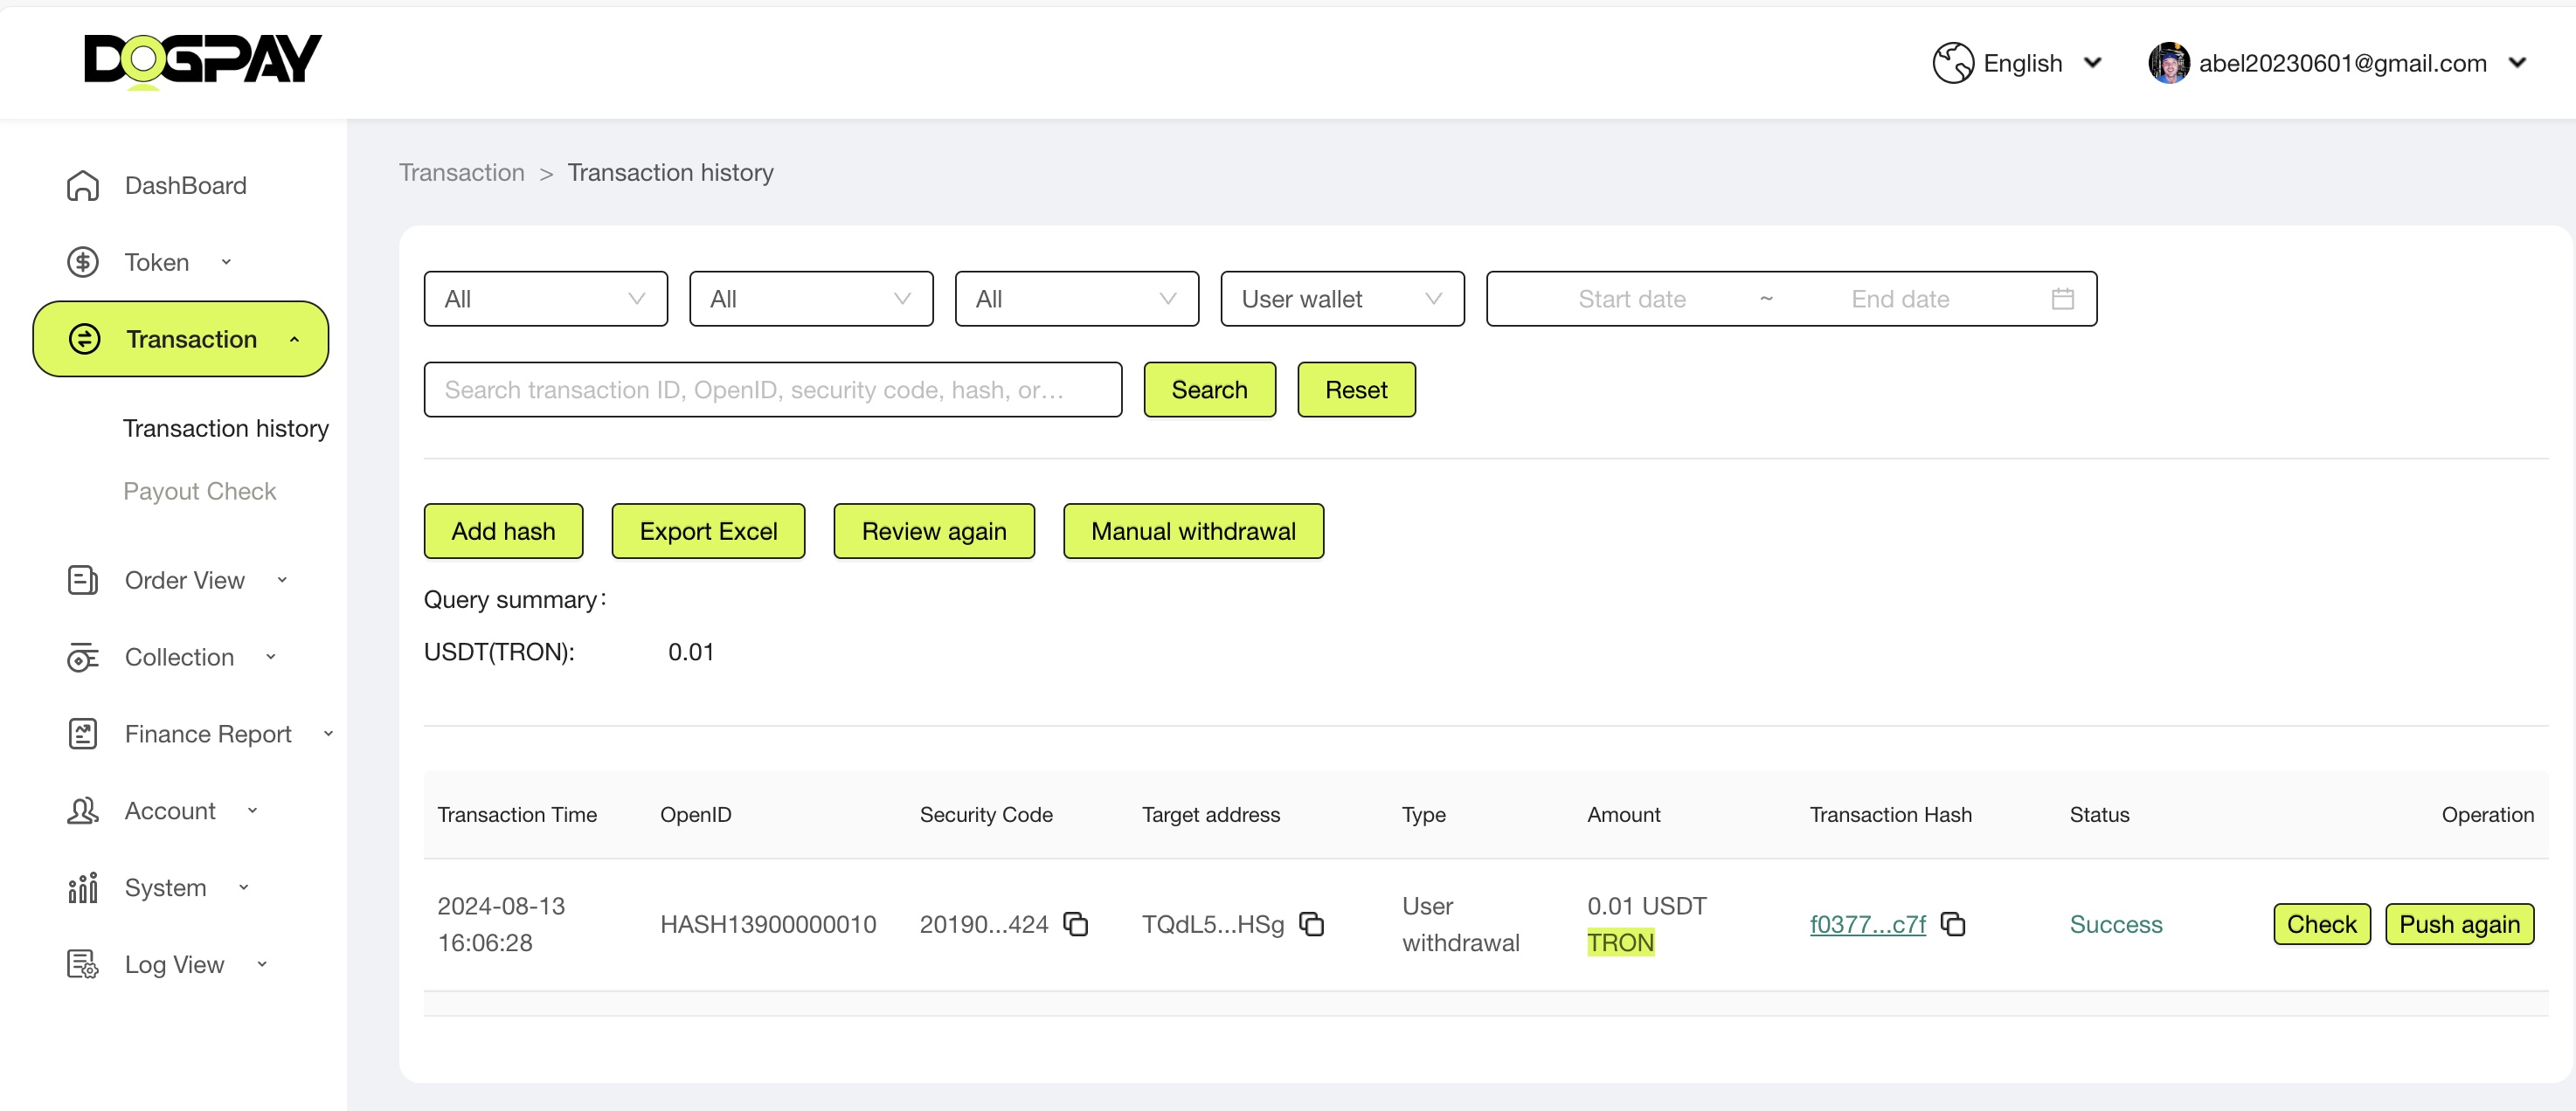 DOGPAY
English
abel20230601@gmail.com
DashBoard
Token
Transaction
Transaction history
Payout Check
Order View
Collection
Finance Report
Account
System
Log View
Transaction > Transaction history
All
All
All
User wallet
Start date ~ End date
Search transaction ID, OpenID, security code, hash, or...
Search
Reset
Add hash
Export Excel
Review again
Manual withdrawal
Query summary:
USDT(TRON): 0.01
Transaction Time OpenID Security Code Target address Type Amount Transaction Hash Status Operation
2024-08-13
16:06:28
HASH13900000010
20190...424
TQdL5...HSg
User
withdrawal
0.01 USDT
TRON
f0377...c7f
Success
Check
Push again